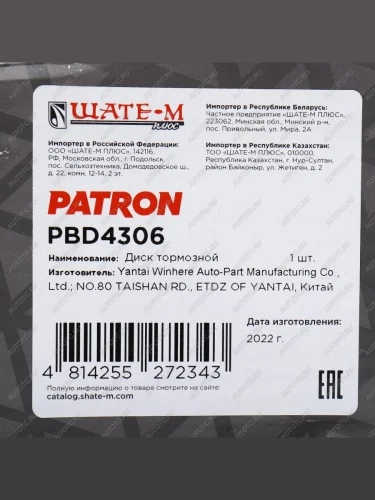 ШАТЕ-М
ПЛЮС
Импортер в Российской Федерации:
ООО «ШАТЕ-М ПЛЮС», 142116,
РФ, Московская обл., г. Подольск,
пос. Сельхозтехника, Домодедовское ш.,
д. 22, комн. 12-14, 2 эт.
Импортер в Республике Беларусь:
Частное предприятие «ШАТЕ-М ПЛЮС»,
223062, Минская обл., Минский р-н,
пос. Привольный, ул. Мира, 2А
Импортер в Республике Казахстан:
ТОО «ШАТЕ-М ПЛЮС», 010000,
Республика Казахстан, г. Нур-Султан,
район Байконыр, ул. Жетиген, д. 2
PATRON
PBD4306
Наименование: Диск тормозной 1 шт.
Изготовитель: Yantai Winhere Auto-Part Manufacturing Co.,
Ltd.; NO.80 TAISHAN RD., ETDZ OF YANTAI, Китай
Дата изготовления:
2022 г.
4 814255 272343
Подробнее о товаре смотрите на сайте:
catalog.shate-m.com
EAC